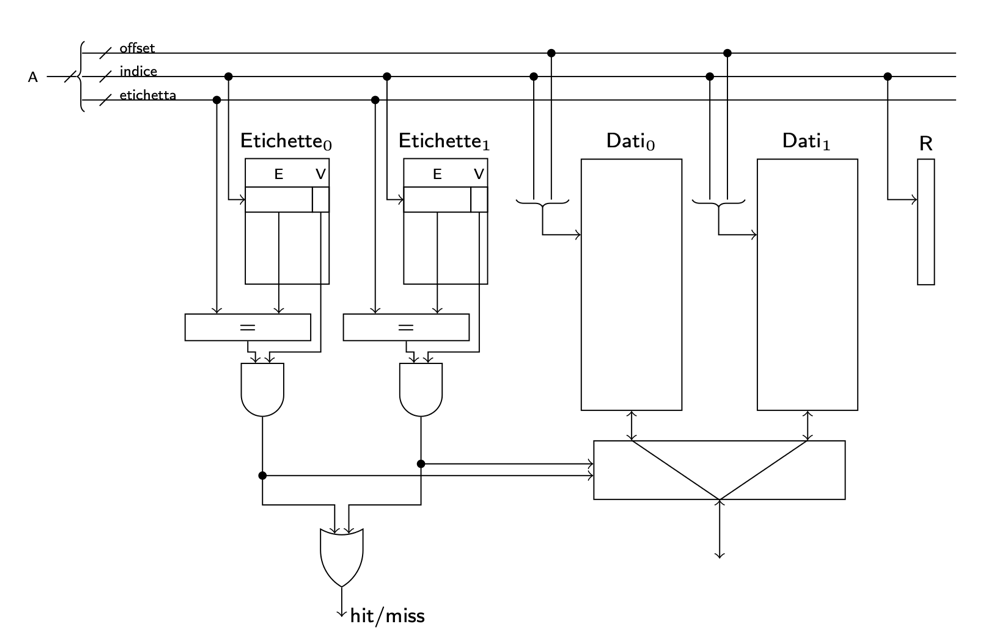 offset
A indice
etichetta
Etichette₀ Etichette₁ Dati₀ Dati₁ R
E V E V
= =
hit/miss